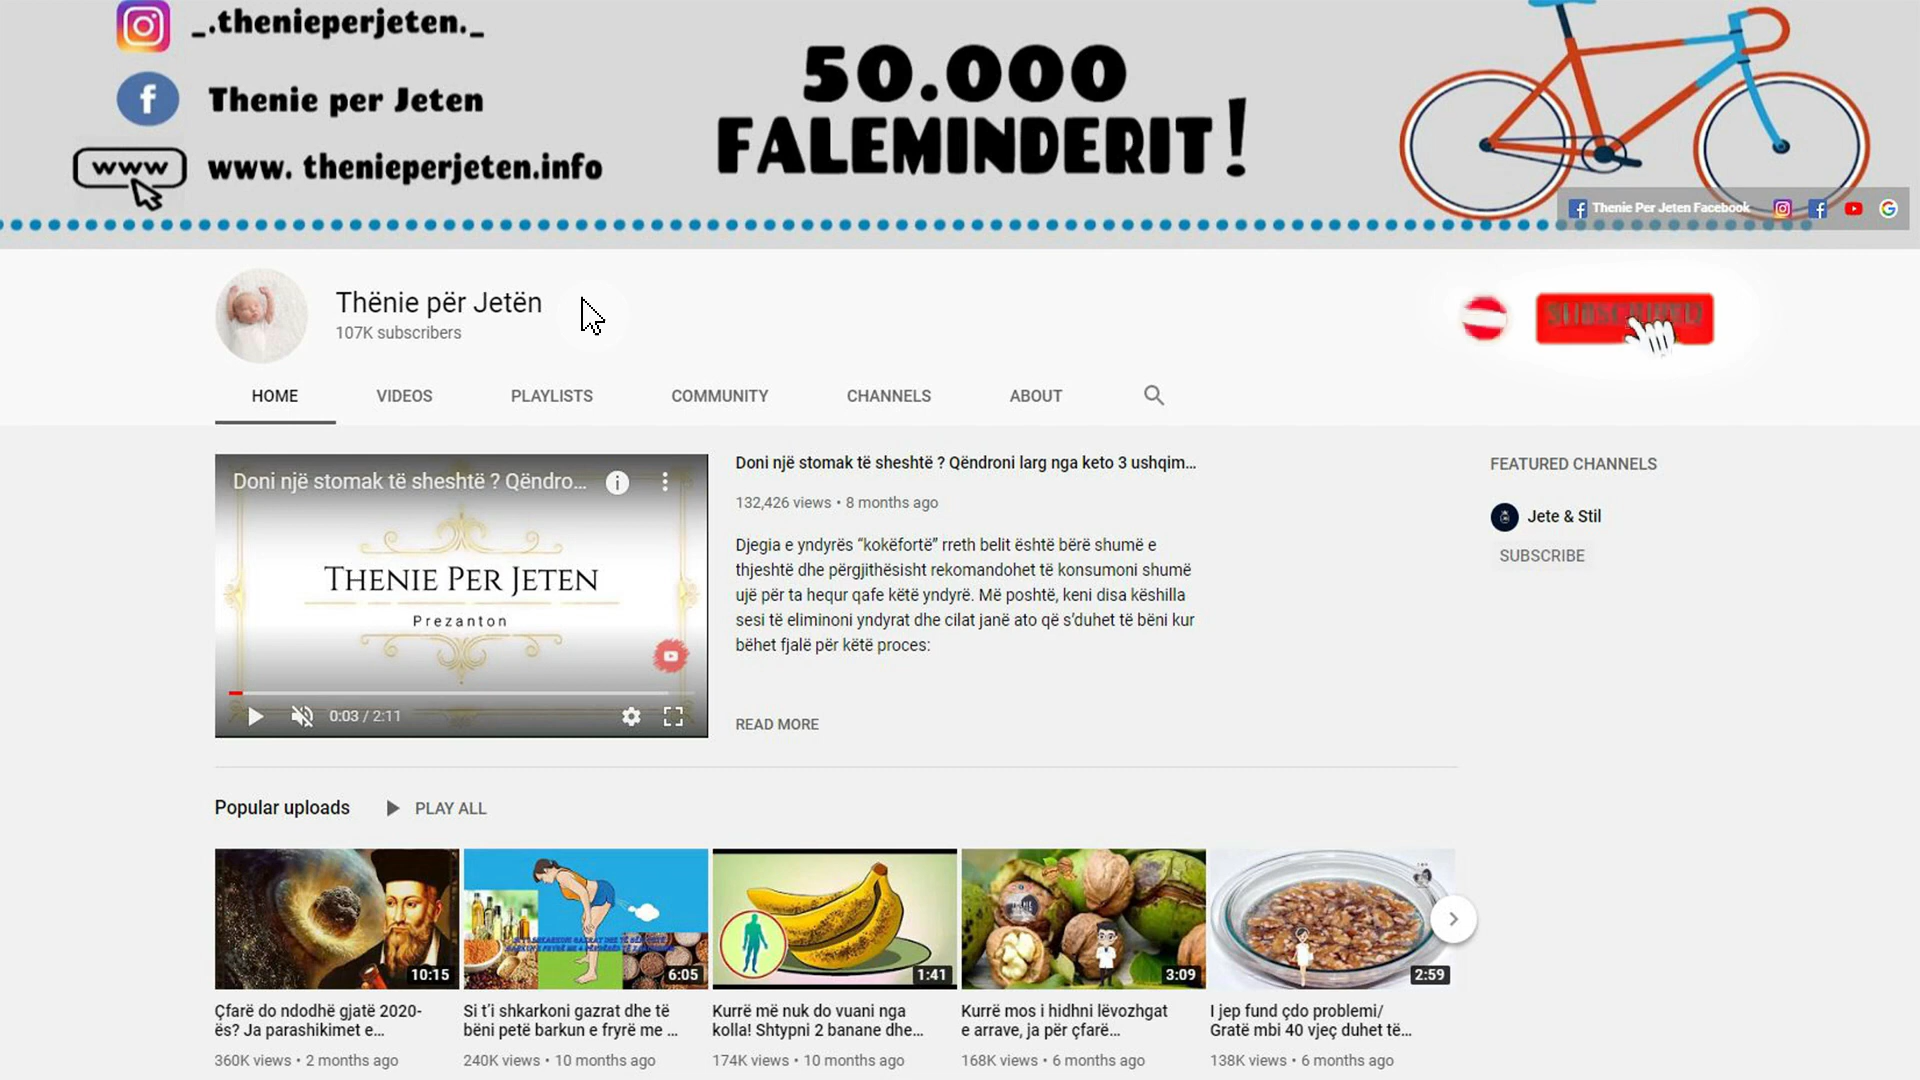 _.thenieperjeten._
Thenie per Jeten
www
www. thenieperjeten.info
50.000
FALEMINDERIT!
Thenie Per Jeten Facebook
Thënie për Jetën
107K subscribers
HOME
VIDEOS
PLAYLISTS
COMMUNITY
CHANNELS
ABOUT
Doni një stomak të sheshtë ? Qëndro...
THENIE PER JETEN
Prezanton
0:03 / 2:11
Doni një stomak të sheshtë ? Qëndroni larg nga keto 3 ushqim...
132,426 views • 8 months ago
Djegia e yndyrës “kokëfortë” rreth belit është bërë shumë e
thjeshtë dhe përgjithësisht rekomandohet të konsumoni shumë
ujë për ta hequr qafe këtë yndyrë. Më poshtë, keni disa këshilla
sesi të eliminoni yndyrat dhe cilat janë ato që s’duhet të bëni kur
bëhet fjalë për këtë proces:
READ MORE
FEATURED CHANNELS
Jete & Stil
SUBSCRIBE
Popular uploads
PLAY ALL
10:15
6:05
1:41
3:09
2:59
Çfarë do ndodhë gjatë 2020-
ës? Ja parashikimet e...
360K views • 2 months ago
Si t’i shkarkoni gazrat dhe të
bëni petë barkun e fryrë me ...
240K views • 10 months ago
Kurrë më nuk do vuani nga
kolla! Shtypni 2 banane dhe...
174K views • 10 months ago
Kurrë mos i hidhni lëvozhgat
e arrave, ja për çfarë...
168K views • 6 months ago
I jep fund çdo problemi/
Gratë mbi 40 vjeç duhet të...
138K views • 6 months ago